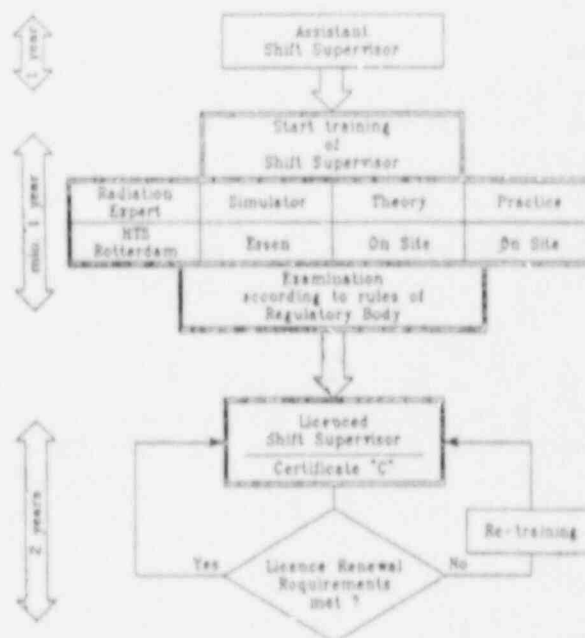 1 year
Assistant
Shift Supervisor
min. 1 year
Start training
of
Shift Supervisor
Radiation Expert
Simulator
Theory
Practice
HTS Rotterdam
Essen
On Site
On Site
Examination
according to rules of
Regulatory Body
2 years
Licenced
Shift Supervisor
Certificate "C"
Re-training
Yes
No
Licence Renewal
Requirements
met ?